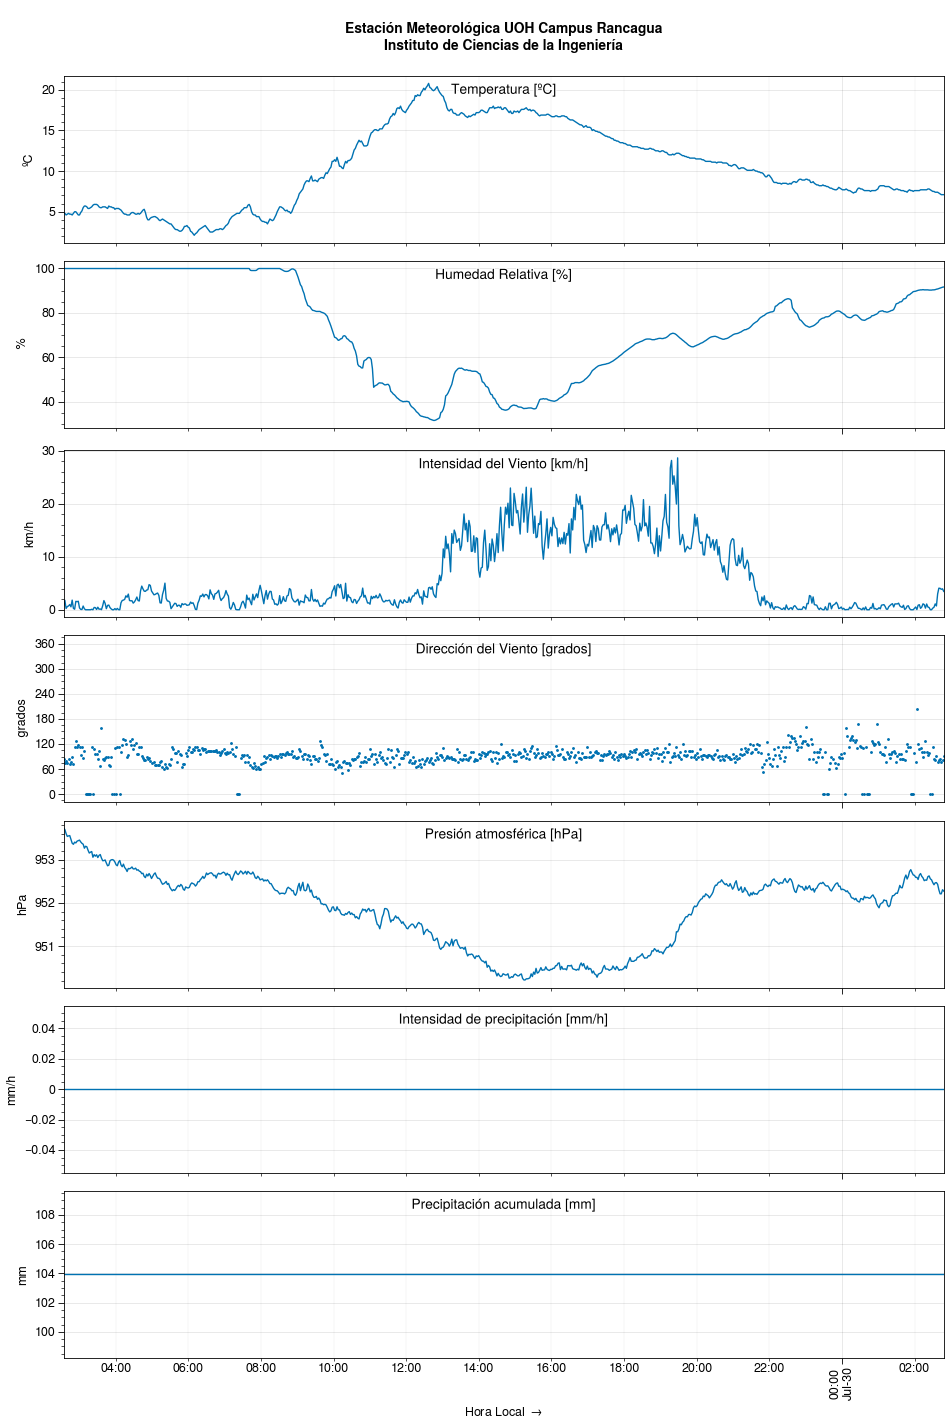 Estación Meteorológica UOH Campus Rancagua
Instituto de Ciencias de la Ingeniería
Temperatura [ºC]
ºC
20
15
10
5
Humedad Relativa [%]
%
100
80
60
40
Intensidad del Viento [km/h]
km/h
30
20
10
0
Dirección del Viento [grados]
grados
360
300
240
180
120
60
0
Presión atmosférica [hPa]
hPa
953
952
951
Intensidad de precipitación [mm/h]
mm/h
0.04
0.02
0
−0.02
−0.04
Precipitación acumulada [mm]
mm
108
106
104
102
100
04:00 06:00 08:00 10:00 12:00 14:00 16:00 18:00 20:00 22:00 00:00 02:00
Jul-30
Hora Local →